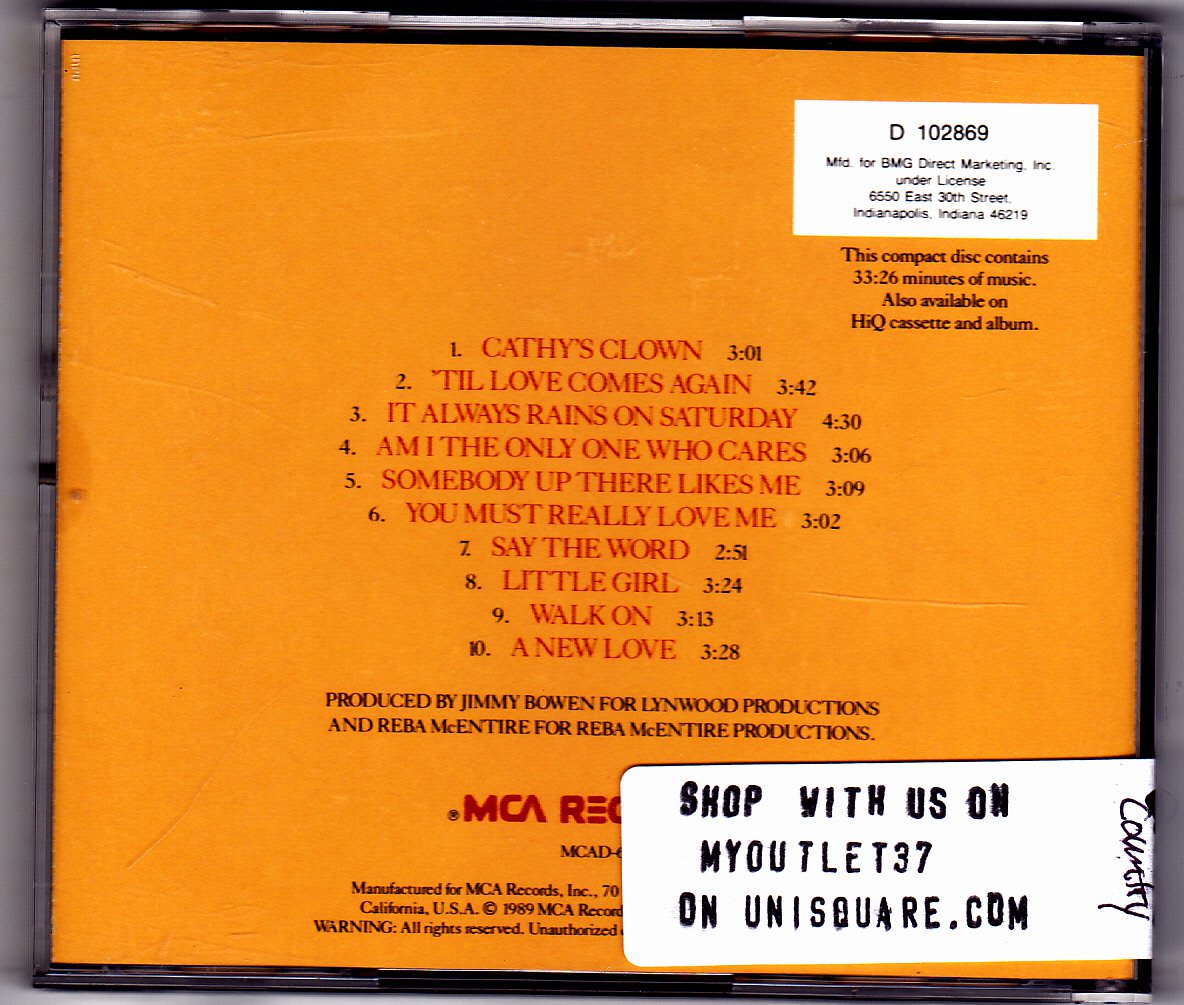 D 102869
Mfd. for BMG Direct Marketing, Inc.
under License
6550 East 30th Street,
Indianapolis, Indiana 46219
This compact disc contains
33:26 minutes of music.
Also available on
HiQ cassette and album.
1. CATHY'S CLOWN 3:01
2. 'TIL LOVE COMES AGAIN 3:42
3. IT ALWAYS RAINS ON SATURDAY 4:30
4. AM I THE ONLY ONE WHO CARES 3:06
5. SOMEBODY UP THERE LIKES ME 3:09
6. YOU MUST REALLY LOVE ME 3:02
7. SAY THE WORD 2:51
8. LITTLE GIRL 3:24
9. WALK ON 3:13
10. A NEW LOVE 3:28
PRODUCED BY JIMMY BOWEN FOR LYNWOOD PRODUCTIONS
AND REBA McENTIRE FOR REBA McENTIRE PRODUCTIONS.
® MCA REC
MCAD-6
Manufactured for MCA Records, Inc., 70
California, U.S.A. © 1989 MCA Record
WARNING: All rights reserved. Unauthorized
SHOP WITH US ON
MYOUTLET37
ON UNISQUARE.COM
Country